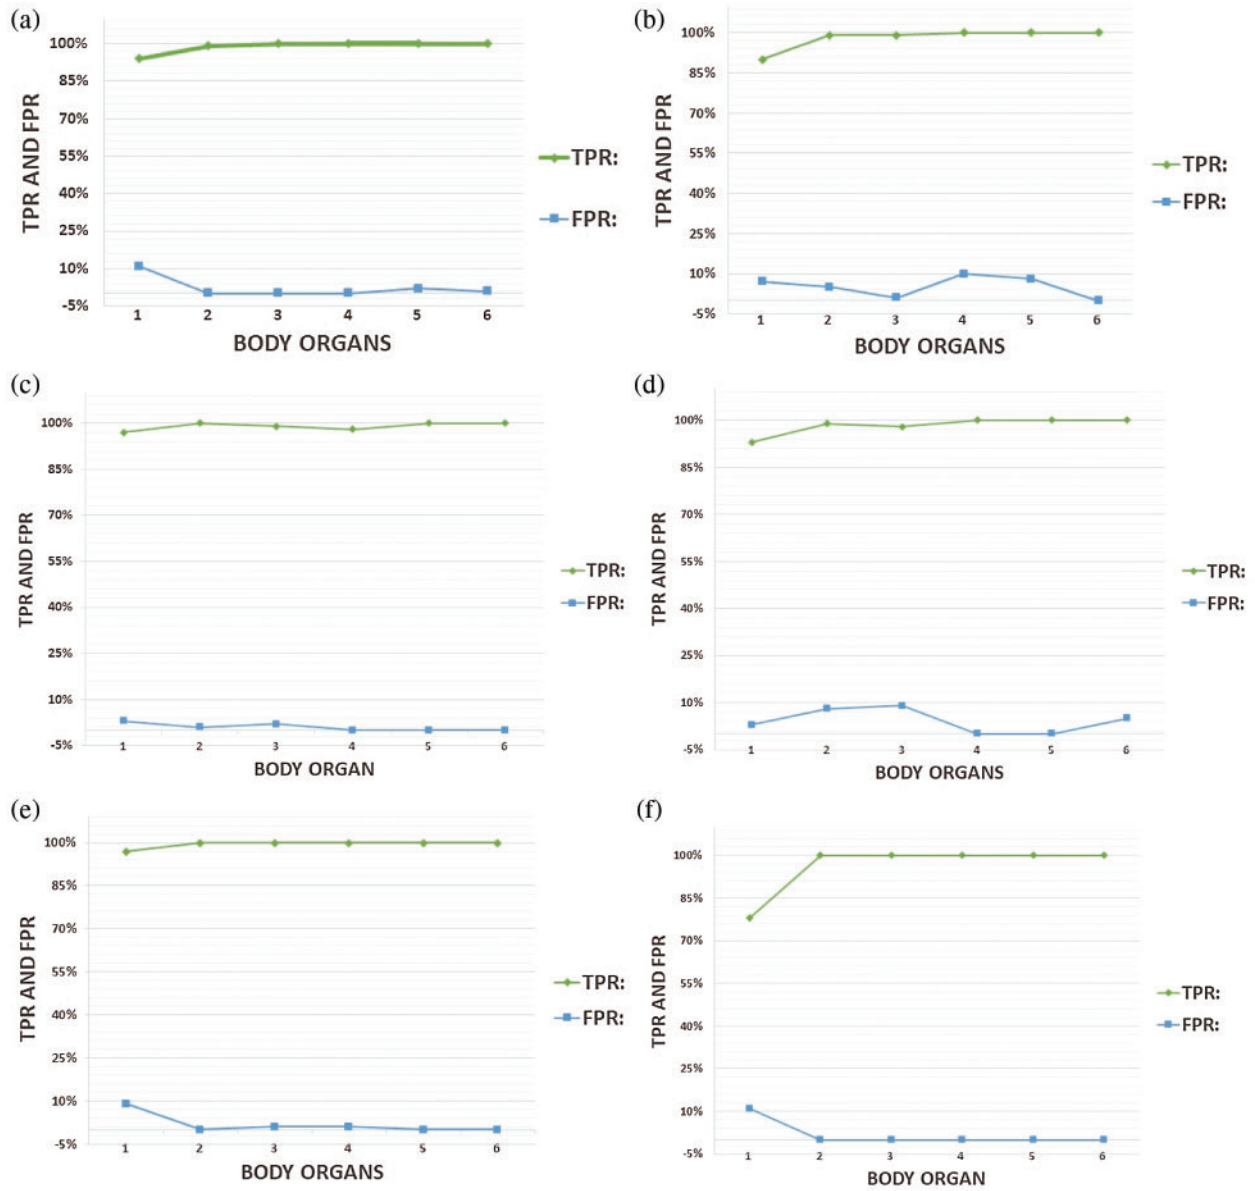 (a)
100%
85%
70%
55%
40%
25%
10%
-5%
TPR AND FPR
1 2 3 4 5 6
BODY ORGANS
TPR:
FPR:
(b)
100%
85%
70%
55%
40%
25%
10%
-5%
TPR AND FPR
1 2 3 4 5 6
BODY ORGANS
TPR:
FPR:
(c)
100%
85%
70%
55%
40%
25%
10%
-5%
TPR AND FPR
1 2 3 4 5 6
BODY ORGAN
TPR:
FPR:
(d)
100%
85%
70%
55%
40%
25%
10%
-5%
TPR AND FPR
1 2 3 4 5 6
BODY ORGANS
TPR:
FPR:
(e)
100%
85%
70%
55%
40%
25%
10%
-5%
TPR AND FPR
1 2 3 4 5 6
BODY ORGANS
TPR:
FPR:
(f)
100%
85%
70%
55%
40%
25%
10%
-5%
TPR AND FPR
1 2 3 4 5 6
BODY ORGAN
TPR:
FPR: